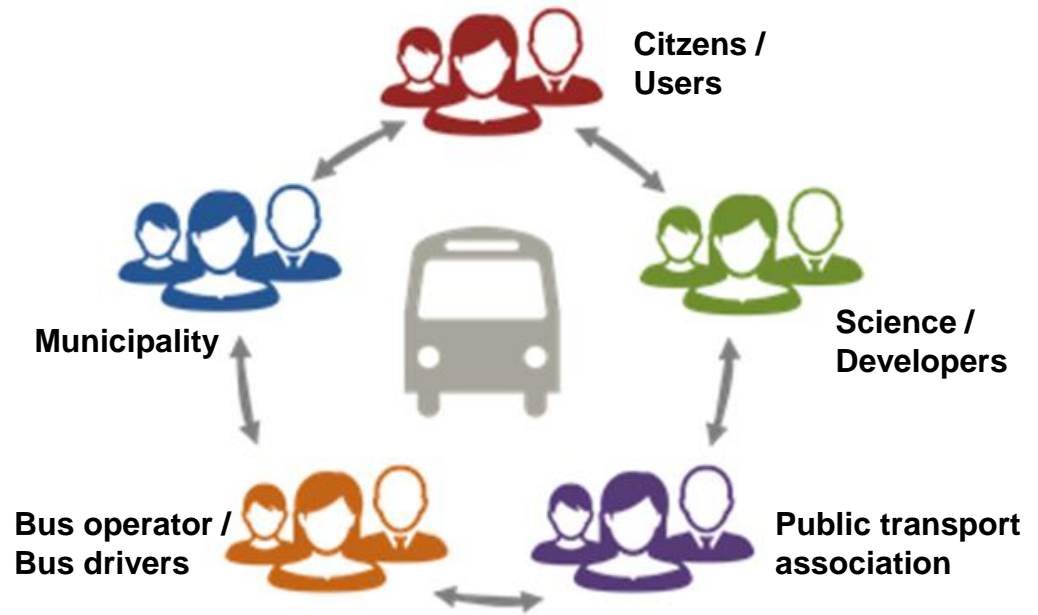 Citzens /
Users
Municipality
Science /
Developers
Bus operator /
Bus drivers
Public transport
association